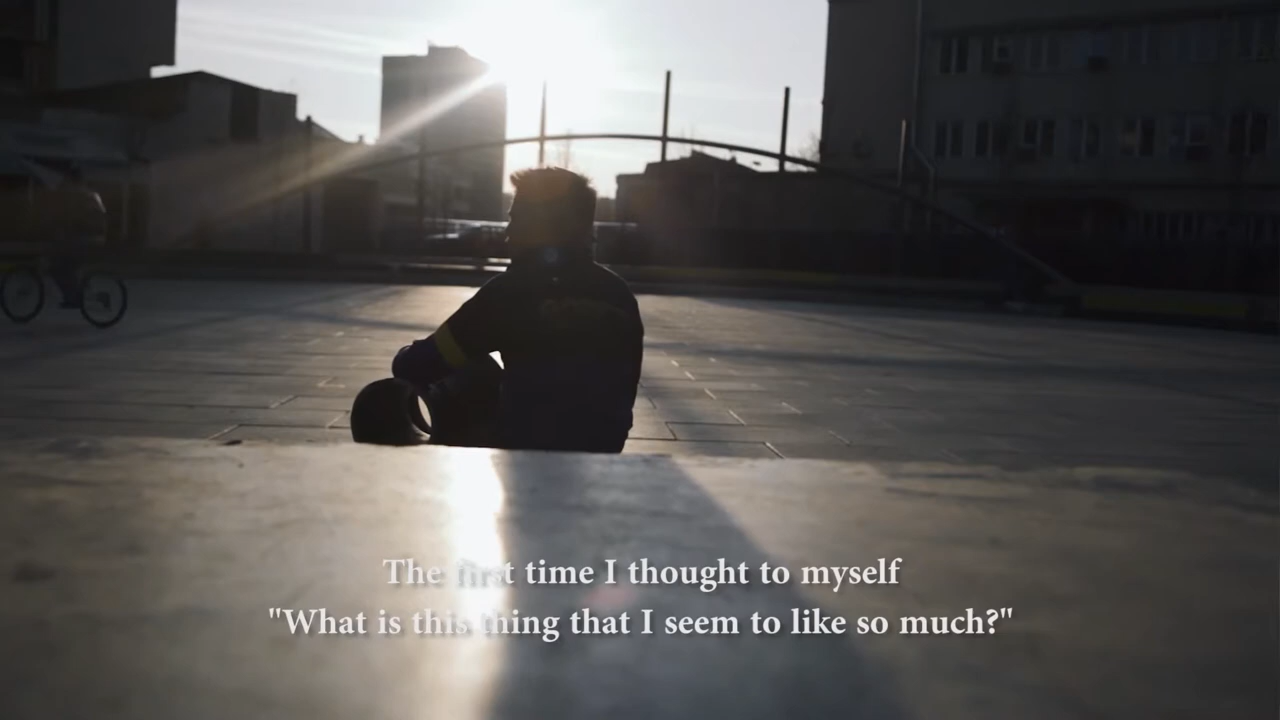 The first time I thought to myself
"What is this thing that I seem to like so much?"